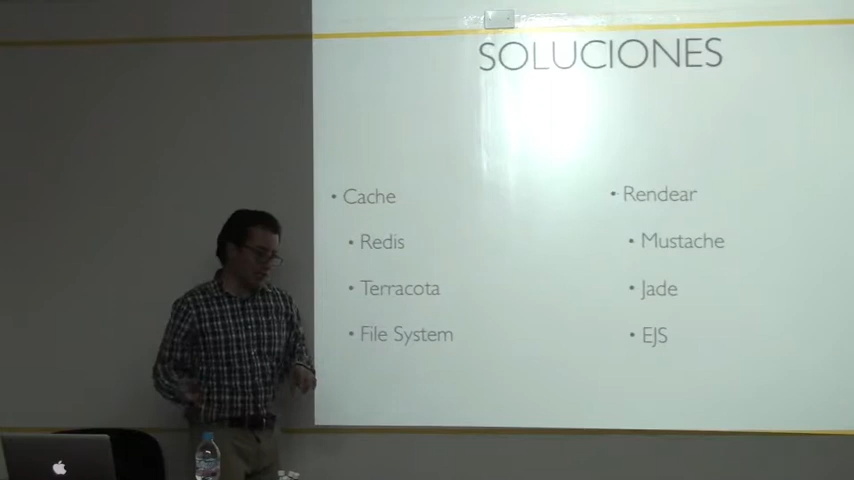 SOLUCIONES
• Cache
• Redis
• Terracota
• File System
• Rendear
• Mustache
• Jade
• EJS